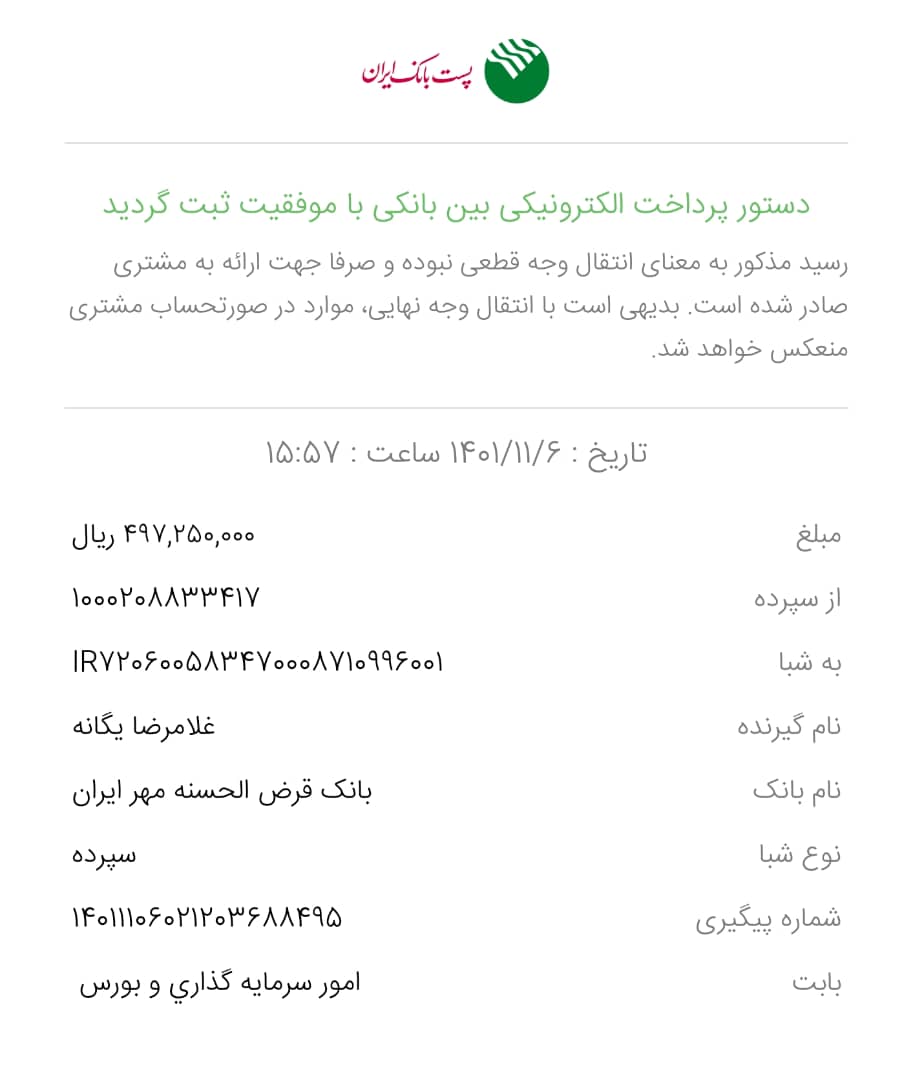 پست بانک ایران
دستور پرداخت الکترونیکی بین بانکی با موفقیت ثبت گردید
رسید مذکور به معنای انتقال وجه قطعی نبوده و صرفا جهت ارائه به مشتری
صادر شده است. بدیهی است با انتقال وجه نهایی، موارد در صورتحساب مشتری
منعکس خواهد شد.
تاریخ : ۱۴۰۱/۱۱/۶ ساعت : ۱۵:۵۷
مبلغ ۴۹۷,۲۵۰,۰۰۰ ریال
از سپرده ۱۰۰۰۲۰۸۸۳۳۴۱۷
به شبا IR۷۲۰۶۰۰۵۸۳۴۷۰۰۰۸۷۱۰۹۹۶۰۰۱
نام گیرنده غلامرضا یگانه
نام بانک بانک قرض الحسنه مهر ایران
نوع شبا سپرده
شماره پیگیری ۱۴۰۱۱۱۰۶۰۲۱۲۰۳۶۸۸۴۹۵
بابت امور سرمایه گذاري و بورس